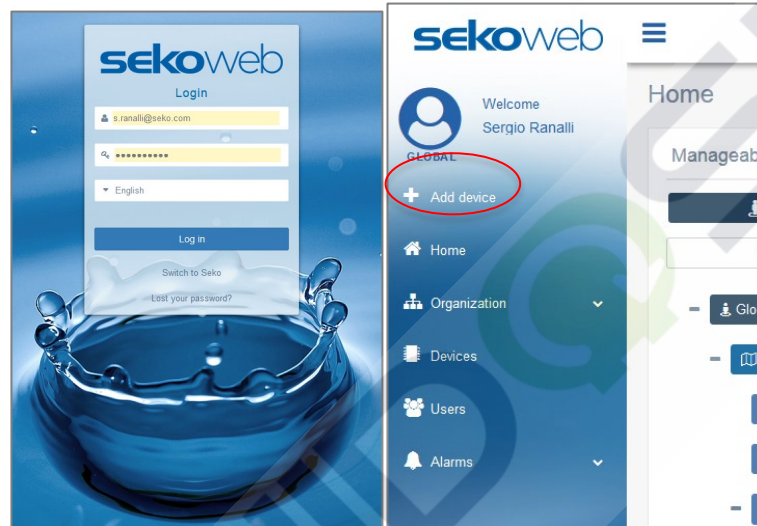 sekoweb
Login
s.ranalli@seko.com
English
Log in
Switch to Seko
Lost your password?
sekoweb
Welcome
Sergio Ranalli
GLOBAL
Add device
Home
Organization
Devices
Users
Alarms
Home
Manageab
Glo